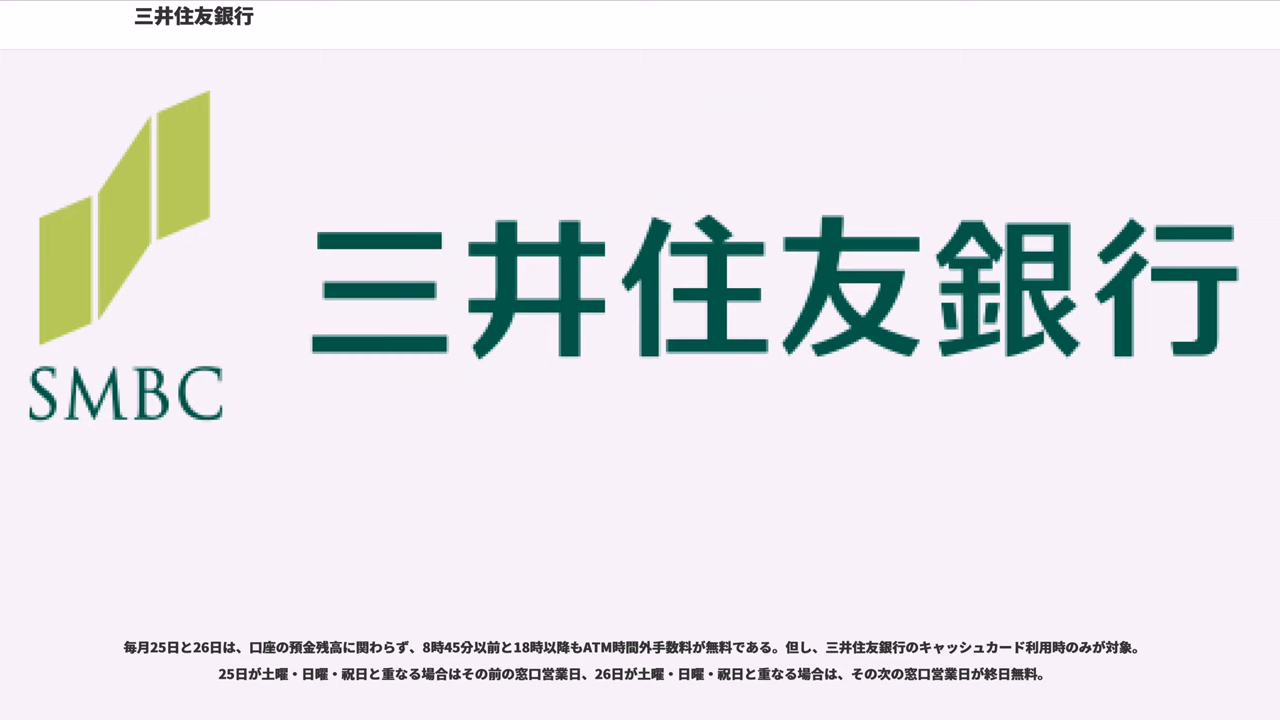 三井住友銀行
三井住友銀行
SMBC
毎月25日と26日は、口座の預金残高に関わらず、8時45分以前と18時以降もATM時間外手数料が無料である。但し、三井住友銀行のキャッシュカード利用時のみが対象。
25日が土曜・日曜・祝日と重なる場合はその前の窓口営業日、26日が土曜・日曜・祝日と重なる場合は、その次の窓口営業日が終日無料。